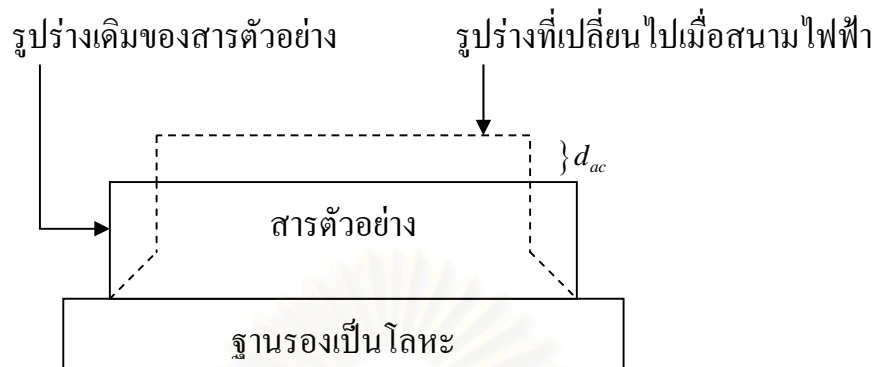 รูปร่างเดิมของสารตัวอย่าง
รูปร่างที่เปลี่ยนไปเมื่อสนามไฟฟ้า
}d_ac
สารตัวอย่าง
ฐานรองเป็นโลหะ